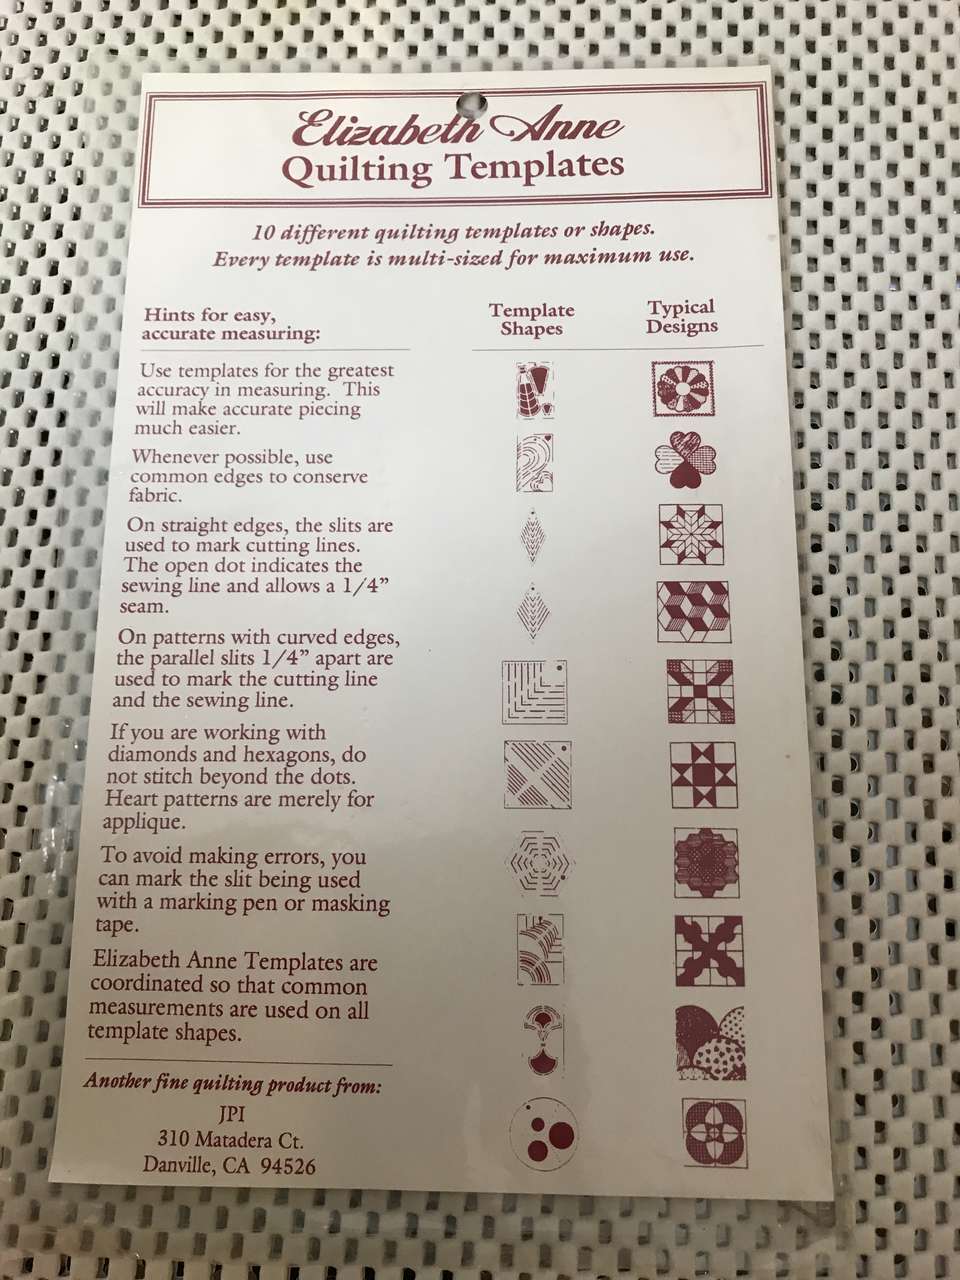 Elizabeth Anne
Quilting Templates
10 different quilting templates or shapes.
Every template is multi-sized for maximum use.
Hints for easy,
accurate measuring:
Template
Shapes
Typical
Designs
Use templates for the greatest
accuracy in measuring. This
will make accurate piecing
much easier.
Whenever possible, use
common edges to conserve
fabric.
On straight edges, the slits are
used to mark cutting lines.
The open dot indicates the
sewing line and allows a 1/4”
seam.
On patterns with curved edges,
the parallel slits 1/4” apart are
used to mark the cutting line
and the sewing line.
If you are working with
diamonds and hexagons, do
not stitch beyond the dots.
Heart patterns are merely for
applique.
To avoid making errors, you
can mark the slit being used
with a marking pen or masking
tape.
Elizabeth Anne Templates are
coordinated so that common
measurements are used on all
template shapes.
Another fine quilting product from:
JPI
310 Matadera Ct.
Danville, CA 94526